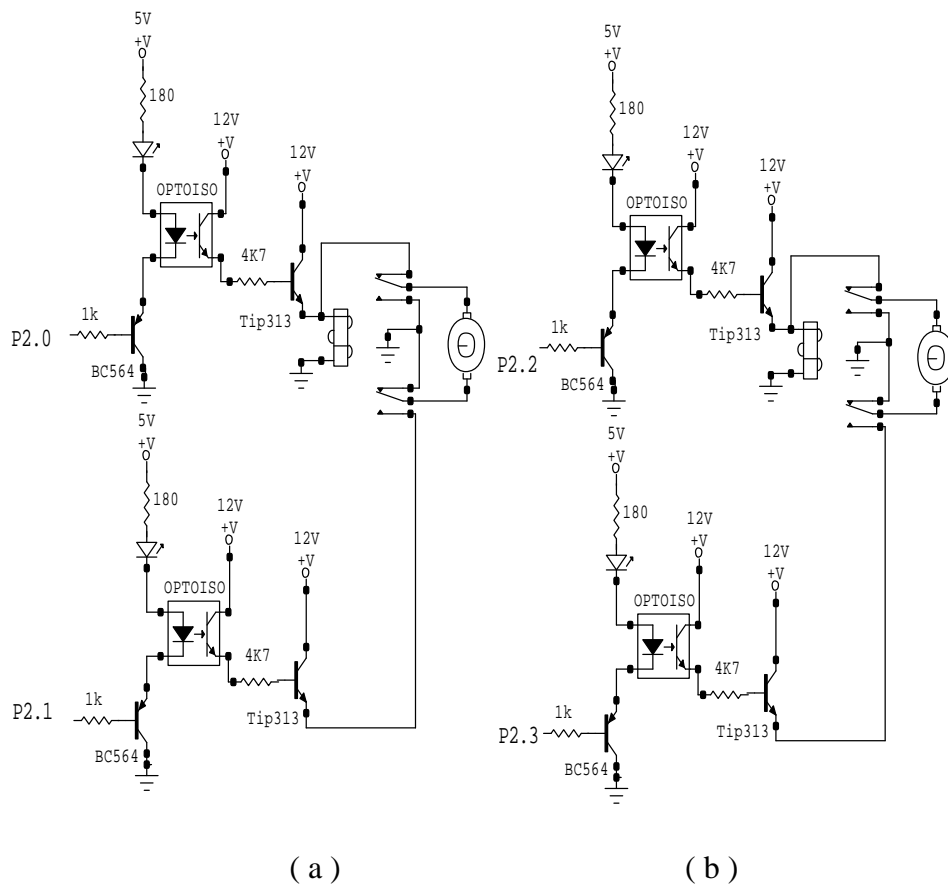 5V
+V
180
12V
+V
12V
+V
OPTOISO
4K7
1k
P2.0
Tip313
BC564
5V
+V
180
12V
+V
12V
+V
OPTOISO
4K7
1k
P2.1
Tip313
BC564
( a )
5V
+V
180
12V
+V
12V
+V
OPTOISO
4K7
1k
P2.2
Tip313
BC564
5V
+V
180
12V
+V
12V
+V
OPTOISO
4K7
1k
P2.3
Tip313
BC564
( b )